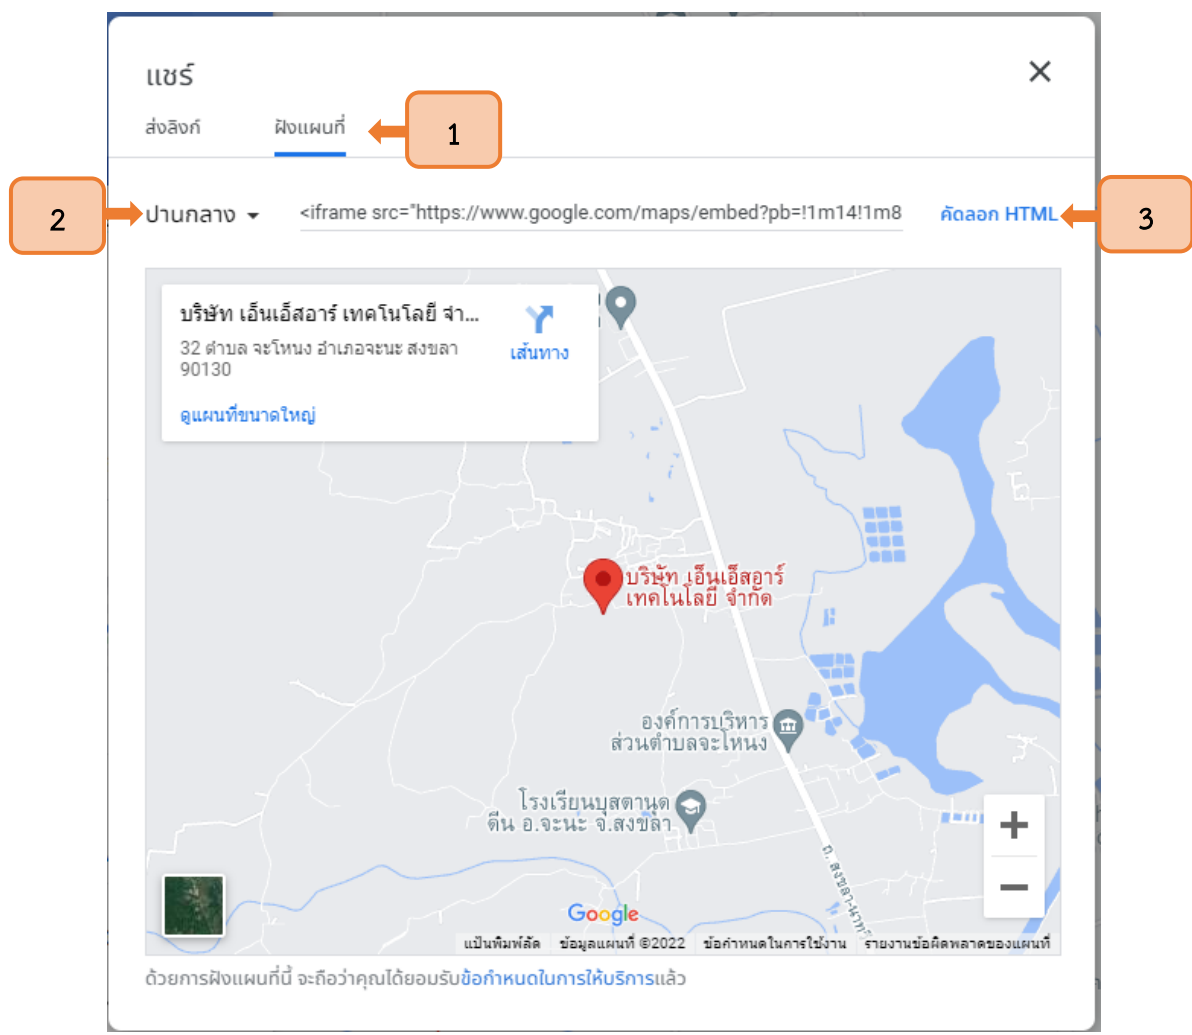 แชร์
ส่งลิงก์
ฝังแผนที่
1
2
ปานกลาง
<iframe src="https://www.google.com/maps/embed?pb=!1m14!1m8
คัดลอก HTML
3
บริษัท เอ็นเอ็สอาร์ เทคโนโลยี จำ...
32 ตำบล จะโหนง อำเภอจะนะ สงขลา
90130
เส้นทาง
ดูแผนที่ขนาดใหญ่
บริษัท เอ็นเอ็สอาร์
เทคโนโลยี จำกัด
องค์การบริหาร
ส่วนตำบลจะโหนง
โรงเรียนบุสตานุด
ดีน อ.จะนะ จ.สงขลา
+
−
Google
แป้นพิมพ์ลัด ข้อมูลแผนที่ ©2022 ข้อกำหนดในการใช้งาน รายงานข้อผิดพลาดของแผนที่
ด้วยการฝังแผนที่นี้ จะถือว่าคุณได้ยอมรับข้อกำหนดในการให้บริการแล้ว